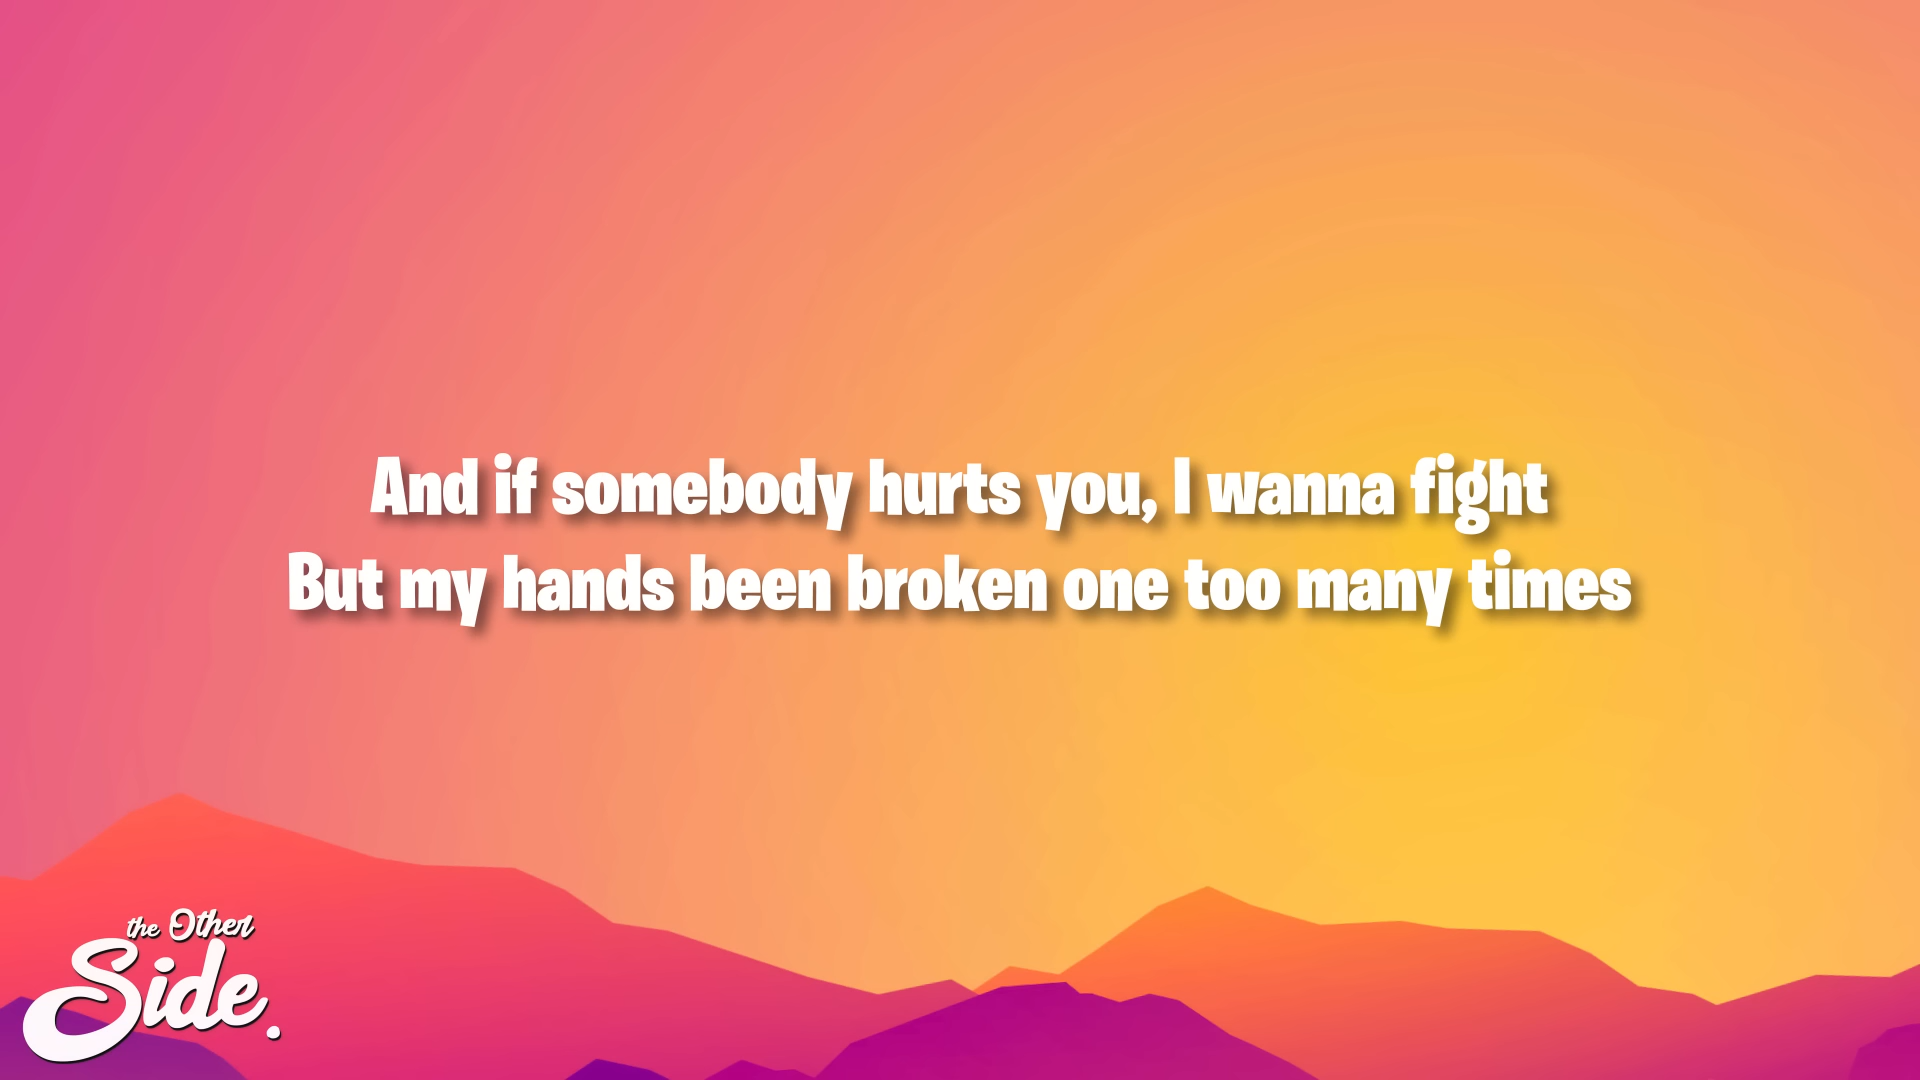 And if somebody hurts you, I wanna fight
But my hands been broken one too many times
the Other
Side.